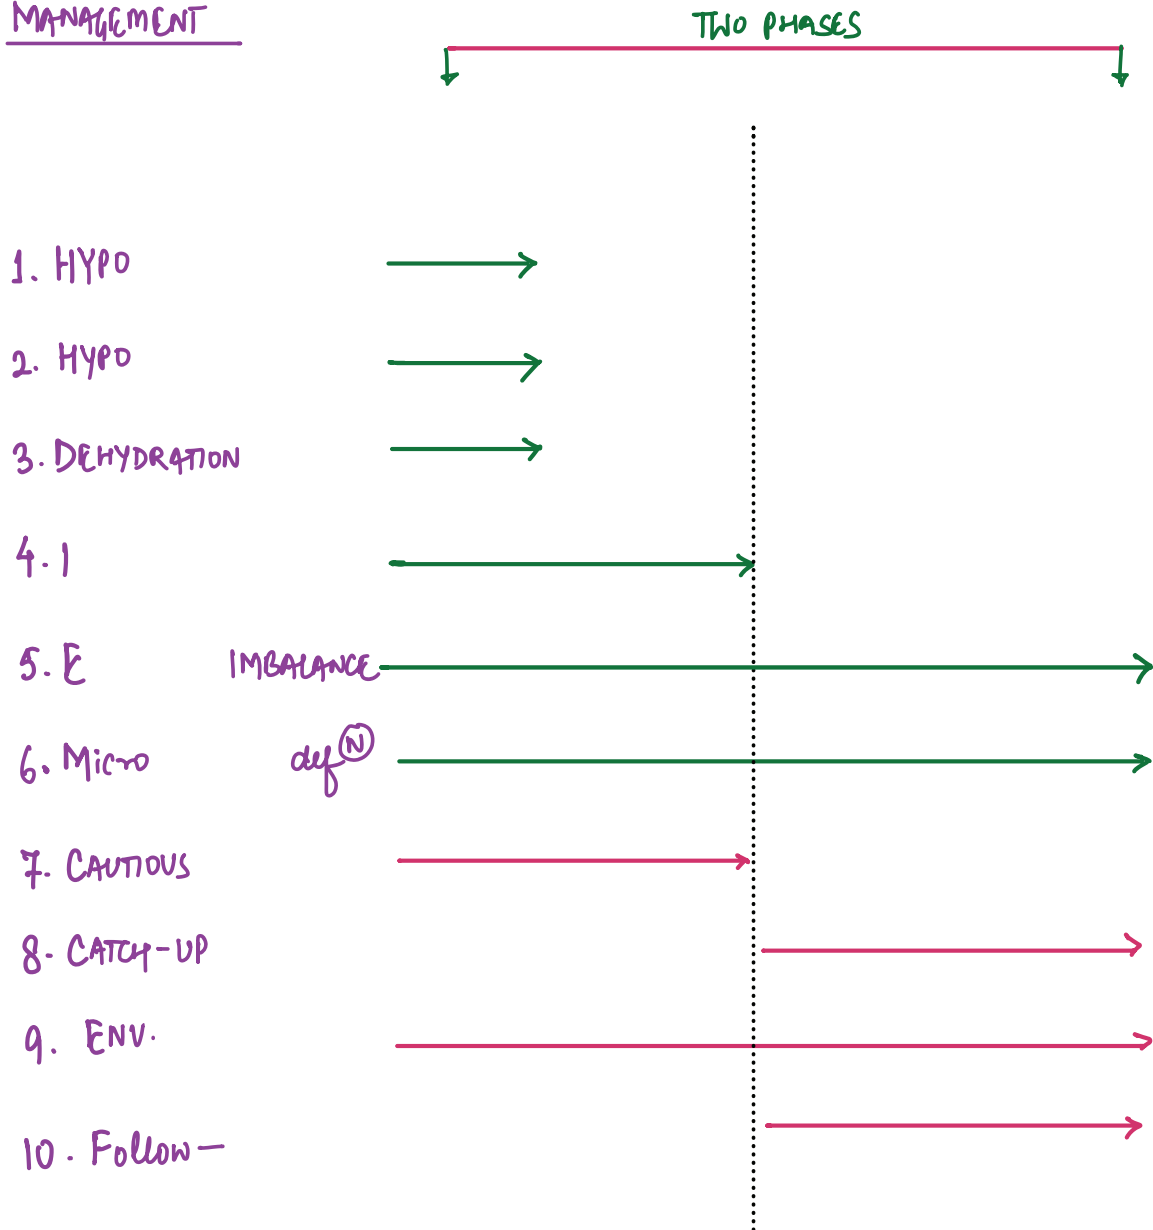 MANAGEMENT
TWO PHASES
1. HYPO
2. HYPO
3. DEHYDRATION
4. I
5. E IMBALANCE
6. Micro def N
7. CAUTIOUS
8. CATCH-UP
9. ENV.
10. Follow-